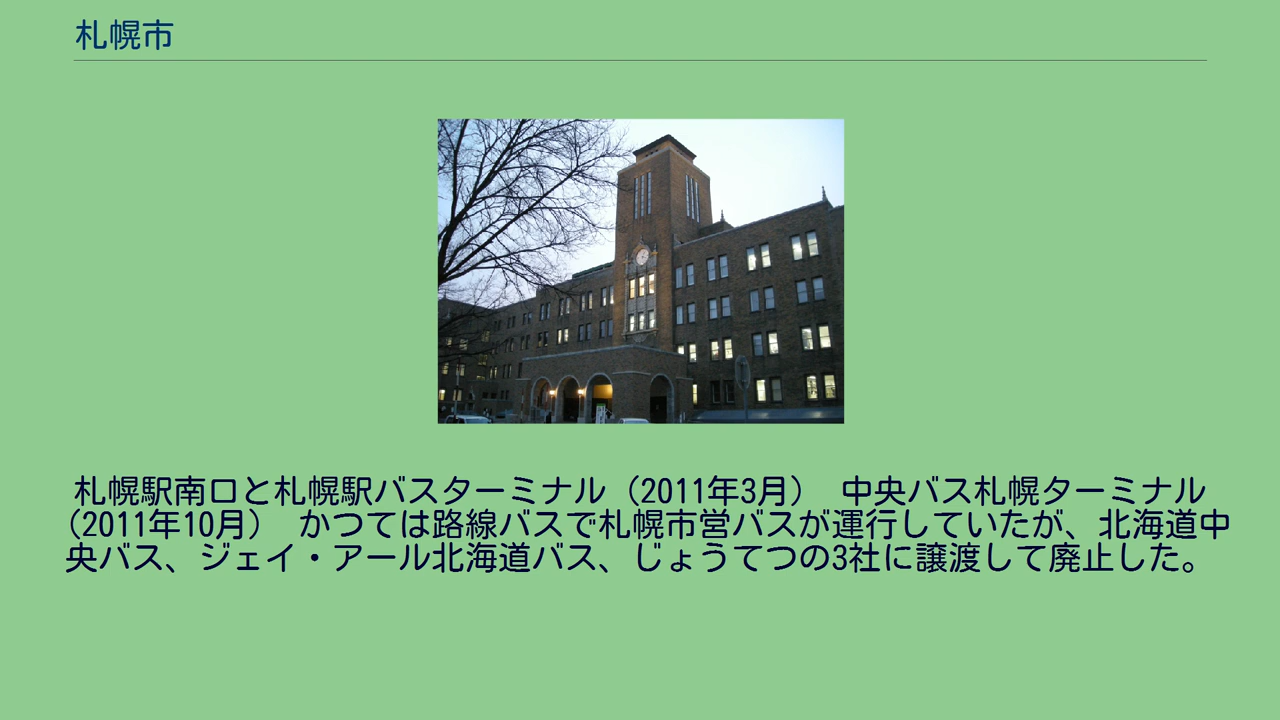 札幌市
札幌駅南口と札幌駅バスターミナル（2011年3月） 中央バス札幌ターミナル
（2011年10月） かつては路線バスで札幌市営バスが運行していたが、北海道中
央バス、ジェイ・アール北海道バス、じょうてつの3社に譲渡して廃止した。